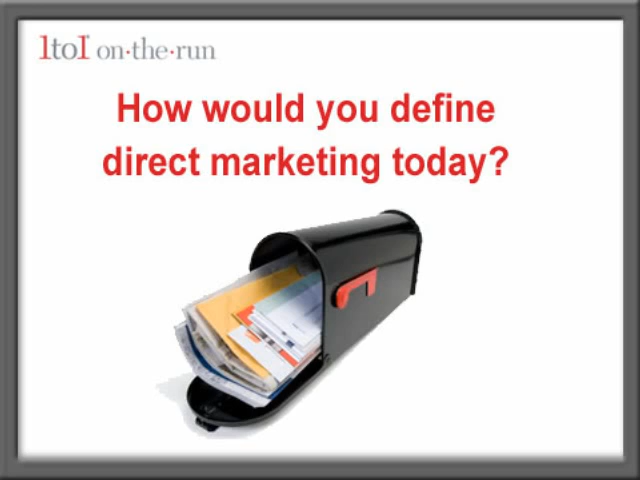 1to1 on·the·run
How would you define
direct marketing today?